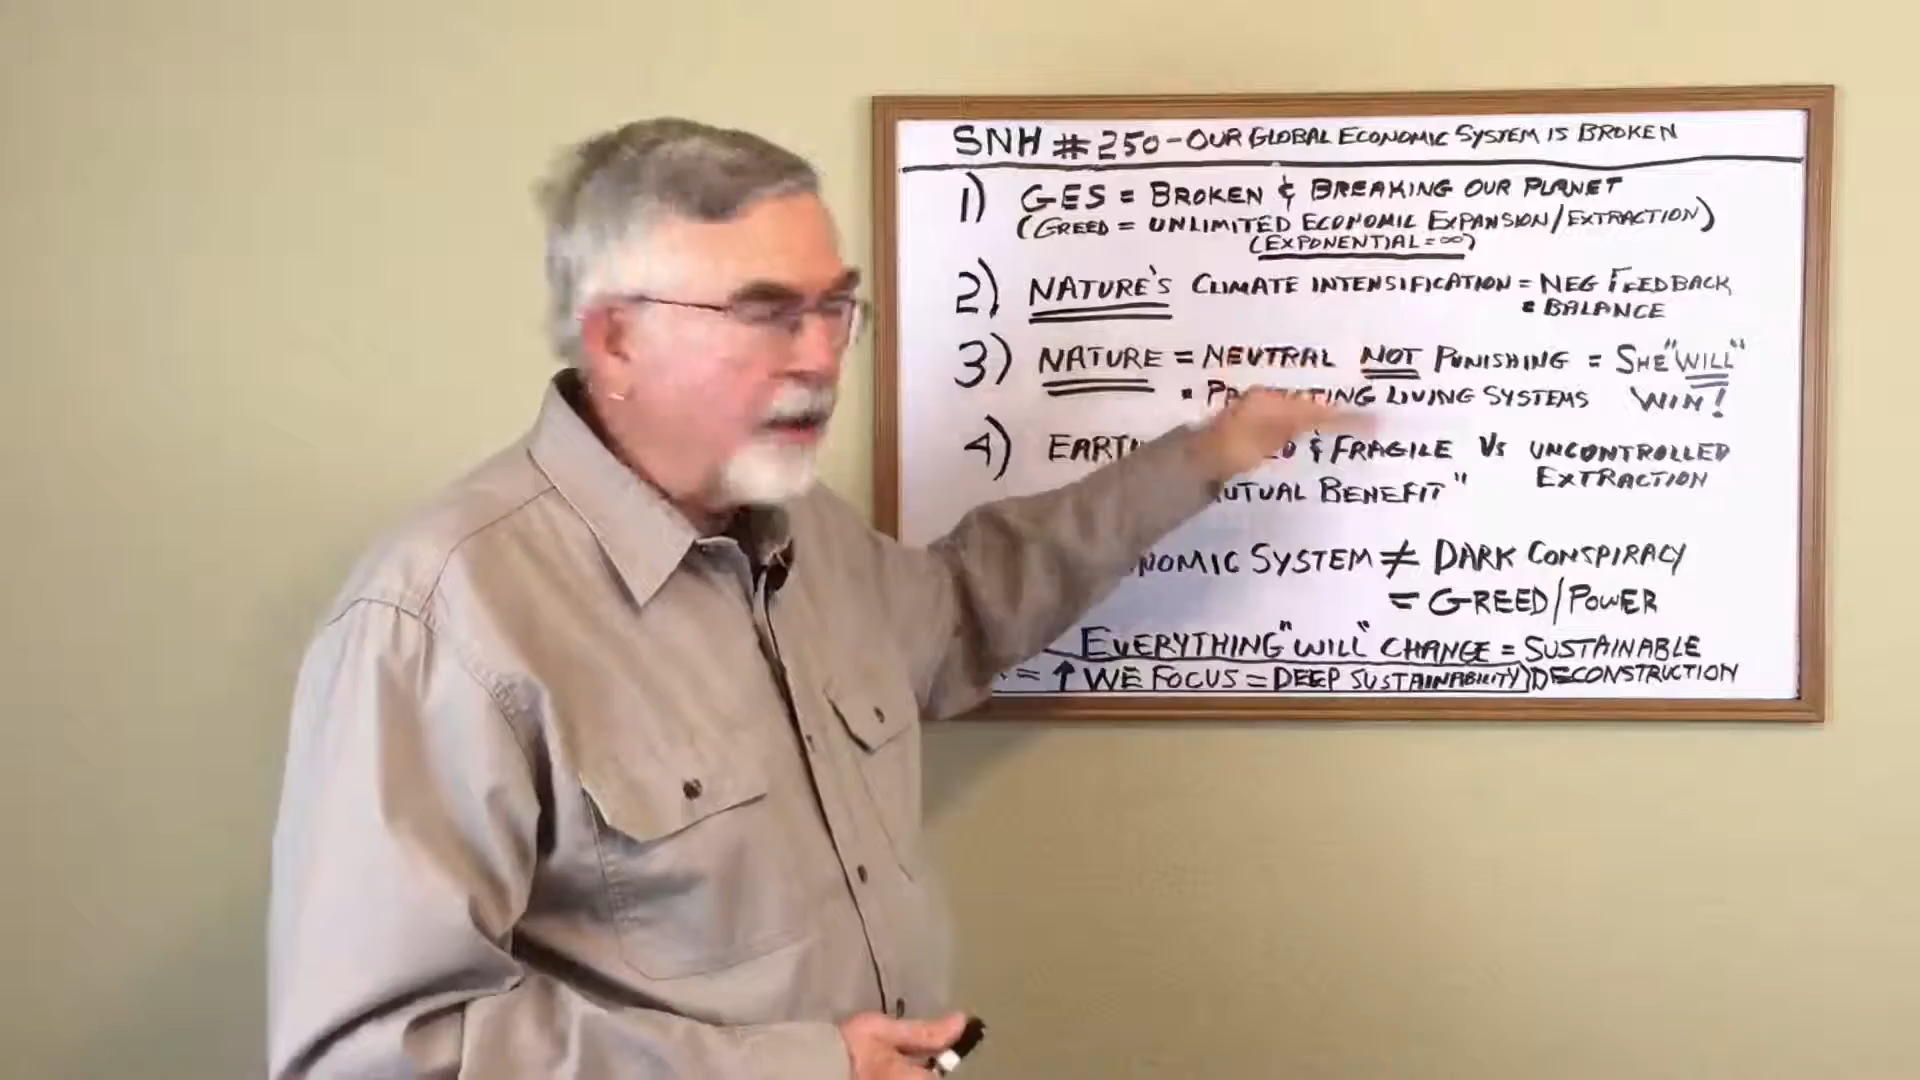 SNH # 250 - OUR GLOBAL ECONOMIC SYSTEM IS BROKEN
1) GES = BROKEN & BREAKING OUR PLANET
(GREED = UNLIMITED ECONOMIC EXPANSION/EXTRACTION)
(EXPONENTIAL = ∞)
2) NATURE'S CLIMATE INTENSIFICATION = NEG FEEDBACK
= BALANCE
3) NATURE = NEUTRAL NOT PUNISHING = SHE "WILL"
= LIVING SYSTEMS WIN!
4) & FRAGILE VS UNCONTROLLED
BENEFIT" EXTRACTION
SYSTEM ≠ DARK CONSPIRACY
= GREED/POWER
EVERYTHING "WILL" CHANGE = SUSTAINABLE
= ↑ WE FOCUS = DEEP SUSTAINABILITY) DECONSTRUCTION